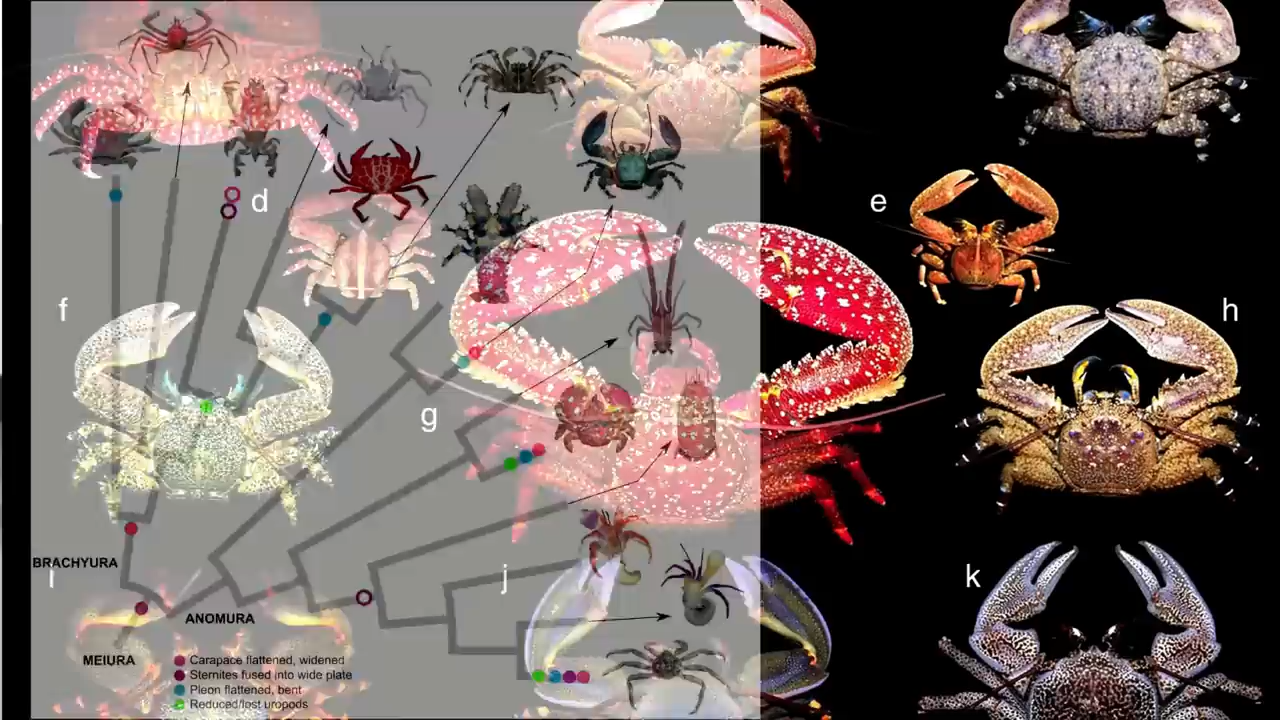 d
e
f
h
g
BRACHYURA
l
j
k
ANOMURA
MEIURA
Carapace flattened, widened
Sternites fused into wide plate
Pleon flattened, bent
Reduced/lost uropods